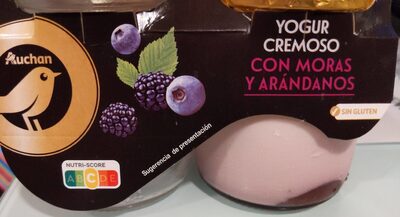 Auchan
YOGUR
CREMOSO
CON MORAS
Y ARÁNDANOS
SIN GLUTEN
Sugerencia de presentación
NUTRI-SCORE
A B C D E